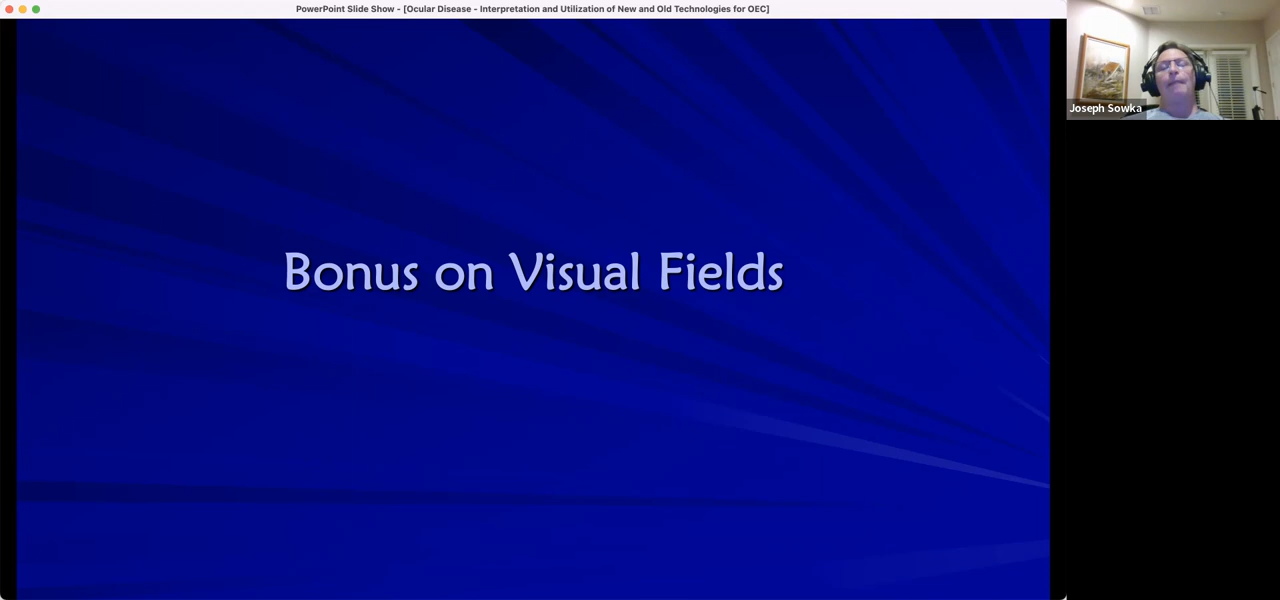 PowerPoint Slide Show - [Ocular Disease - Interpretation and Utilization of New and Old Technologies for OEC]
Joseph Sowka
Bonus on Visual Fields